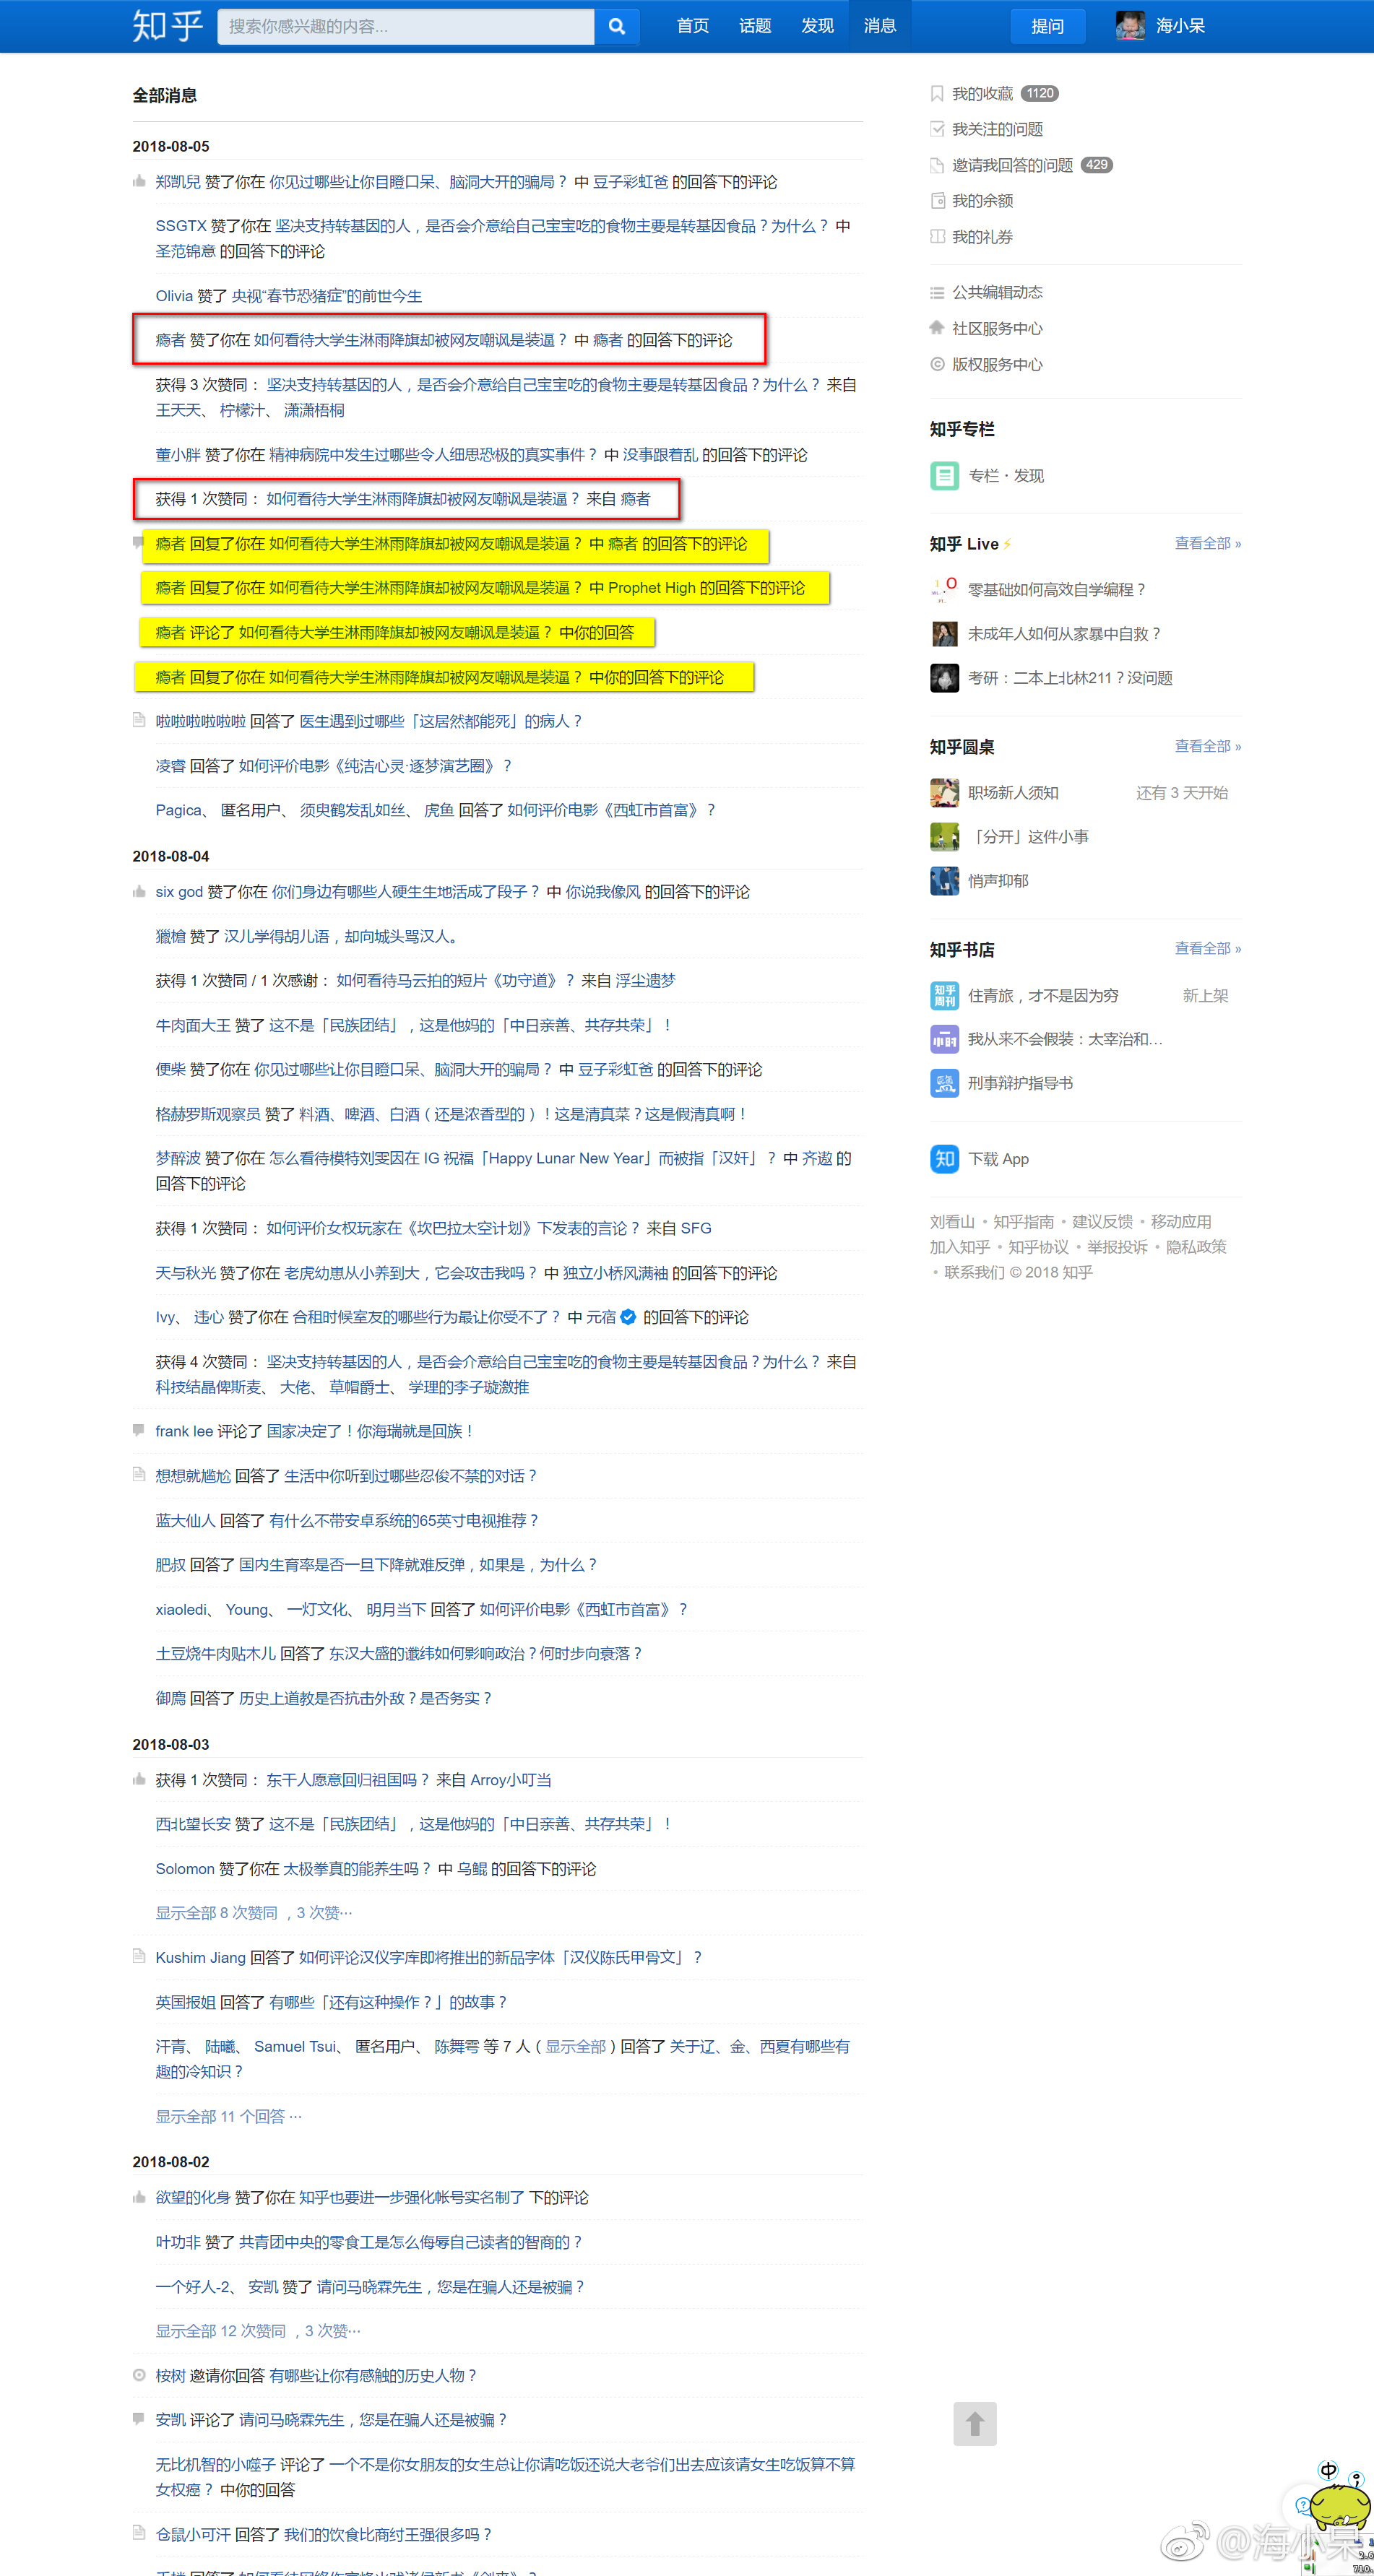 知乎
搜索你感兴趣的内容...
首页 话题 发现 消息
提问
海小呆
全部消息
2018-08-05
郑凯兒 赞了你在 你见过哪些让你目瞪口呆、脑洞大开的骗局？ 中 豆子彩虹爸 的回答下的评论
SSGTX 赞了你在 坚决支持转基因的人，是否会介意给自己宝宝吃的食物主要是转基因食品？为什么？ 中
圣范锦意 的回答下的评论
Olivia 赞了 央视“春节恐猪症”的前世今生
瘾者 赞了你在 如何看待大学生淋雨降旗却被网友嘲讽是装逼？ 中 瘾者 的回答下的评论
获得 3 次赞同： 坚决支持转基因的人，是否会介意给自己宝宝吃的食物主要是转基因食品？为什么？ 来自
王天天、 柠檬汁、 潇潇梧桐
董小胖 赞了你在 精神病院中发生过哪些令人细思恐极的真实事件？ 中 没事跟着乱 的回答下的评论
获得 1 次赞同： 如何看待大学生淋雨降旗却被网友嘲讽是装逼？ 来自 瘾者
瘾者 回复了你在 如何看待大学生淋雨降旗却被网友嘲讽是装逼？ 中 瘾者 的回答下的评论
瘾者 回复了你在 如何看待大学生淋雨降旗却被网友嘲讽是装逼？ 中 Prophet High 的回答下的评论
瘾者 评论了 如何看待大学生淋雨降旗却被网友嘲讽是装逼？ 中你的回答
瘾者 回复了你在 如何看待大学生淋雨降旗却被网友嘲讽是装逼？ 中你的回答下的评论
啦啦啦啦啦啦 回答了 医生遇到过哪些「这居然都能死」的病人？
凌睿 回答了 如何评价电影《纯洁心灵·逐梦演艺圈》？
Pagica、 匿名用户、 须臾鹤发乱如丝、 虎鱼 回答了 如何评价电影《西虹市首富》？
2018-08-04
six god 赞了你在 你们身边有哪些人硬生生地活成了段子？ 中 你说我像风 的回答下的评论
獵槍 赞了 汉儿学得胡儿语，却向城头骂汉人。
获得 1 次赞同 / 1 次感谢： 如何看待马云拍的短片《功守道》？ 来自 浮尘遗梦
牛肉面大王 赞了 这不是「民族团结」，这是他妈的「中日亲善、共存共荣」！
便柴 赞了你在 你见过哪些让你目瞪口呆、脑洞大开的骗局？ 中 豆子彩虹爸 的回答下的评论
格赫罗斯观察员 赞了 料酒、啤酒、白酒（还是浓香型的）！这是清真菜？这是假清真啊！
梦醉波 赞了你在 怎么看待模特刘雯因在 IG 祝福「Happy Lunar New Year」而被指「汉奸」？ 中 齐遨 的
回答下的评论
获得 1 次赞同： 如何评价女权玩家在《坎巴拉太空计划》下发表的言论？ 来自 SFG
天与秋光 赞了你在 老虎幼崽从小养到大，它会攻击我吗？ 中 独立小桥风满袖 的回答下的评论
Ivy、 违心 赞了你在 合租时候室友的哪些行为最让你受不了？ 中 元宿 的回答下的评论
获得 4 次赞同： 坚决支持转基因的人，是否会介意给自己宝宝吃的食物主要是转基因食品？为什么？ 来自
科技结晶俾斯麦、 大佬、 草帽爵士、 学理的李子璇激推
frank lee 评论了 国家决定了！你海瑞就是回族！
想想就尴尬 回答了 生活中你听到过哪些忍俊不禁的对话？
蓝大仙人 回答了 有什么不带安卓系统的65英寸电视推荐？
肥叔 回答了 国内生育率是否一旦下降就难反弹，如果是，为什么？
xiaoledi、 Young、 一灯文化、 明月当下 回答了 如何评价电影《西虹市首富》？
土豆烧牛肉贴木儿 回答了 东汉大盛的谶纬如何影响政治？何时步向衰落？
御鹿 回答了 历史上道教是否抗击外敌？是否务实？
2018-08-03
获得 1 次赞同： 东干人愿意回归祖国吗？ 来自 Arroy小叮当
西北望长安 赞了 这不是「民族团结」，这是他妈的「中日亲善、共存共荣」！
Solomon 赞了你在 太极拳真的能养生吗？ 中 乌鲲 的回答下的评论
显示全部 8 次赞同 ，3 次赞···
Kushim Jiang 回答了 如何评论汉仪字库即将推出的新品字体「汉仪陈氏甲骨文」？
英国报姐 回答了 有哪些「还有这种操作？」的故事？
汗青、 陆曦、 Samuel Tsui、 匿名用户、 陈舞雩 等 7 人（显示全部）回答了 关于辽、金、西夏有哪些有
趣的冷知识？
显示全部 11 个回答 ···
2018-08-02
欲望的化身 赞了你在 知乎也要进一步强化帐号实名制了 下的评论
叶功非 赞了 共青团中央的零食工是怎么侮辱自己读者的智商的？
一个好人-2、 安凯 赞了 请问马晓霖先生，您是在骗人还是被骗？
显示全部 12 次赞同 ，3 次赞···
桉树 邀请你回答 有哪些让你有感触的历史人物？
安凯 评论了 请问马晓霖先生，您是在骗人还是被骗？
无比机智的小噬子 评论了 一个不是你女朋友的女生总让你请吃饭还说大老爷们出去应该请女生吃饭算不算
女权癌？ 中你的回答
仓鼠小可汗 回答了 我们的饮食比商纣王强很多吗？
我的收藏 1120
我关注的问题
邀请我回答的问题 429
我的余额
我的礼券
公共编辑动态
社区服务中心
版权服务中心
知乎专栏
专栏 · 发现
知乎 Live
查看全部 »
零基础如何高效自学编程？
未成年人如何从家暴中自救？
考研：二本上北林211？没问题
知乎圆桌
查看全部 »
职场新人须知
还有 3 天开始
「分开」这件小事
悄声抑郁
知乎书店
查看全部 »
知乎周刊
住青旅，才不是因为穷
新上架
一小时
我从来不会假装：太宰治和...
刑事辩护指导书
知
下载 App
刘看山 • 知乎指南 • 建议反馈 • 移动应用
加入知乎 • 知乎协议 • 举报投诉 • 隐私政策
• 联系我们 © 2018 知乎
中
@海小呆